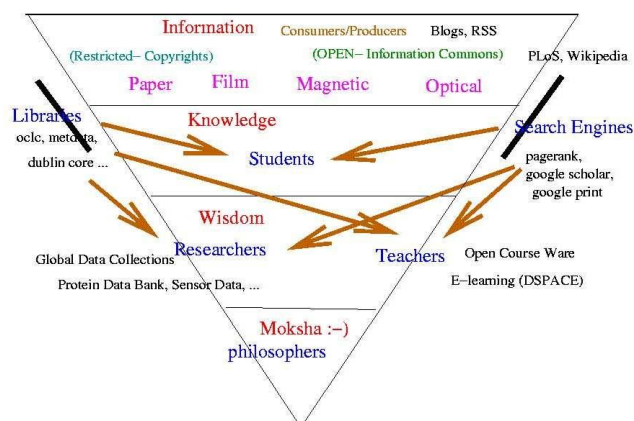 Information Consumers/Producers Blogs, RSS
(Restricted– Copyrights) (OPEN– Information Commons) PLoS, Wikipedia
Paper Film Magnetic Optical
Libraries Knowledge Search Engines
oclc, metdata,
dublin core ... Students pagerank,
google scholar,
google print
Wisdom
Researchers Teachers Open Course Ware
Global Data Collections
E–learning (DSPACE)
Protein Data Bank, Sensor Data, ...
Moksha :–)
philosophers